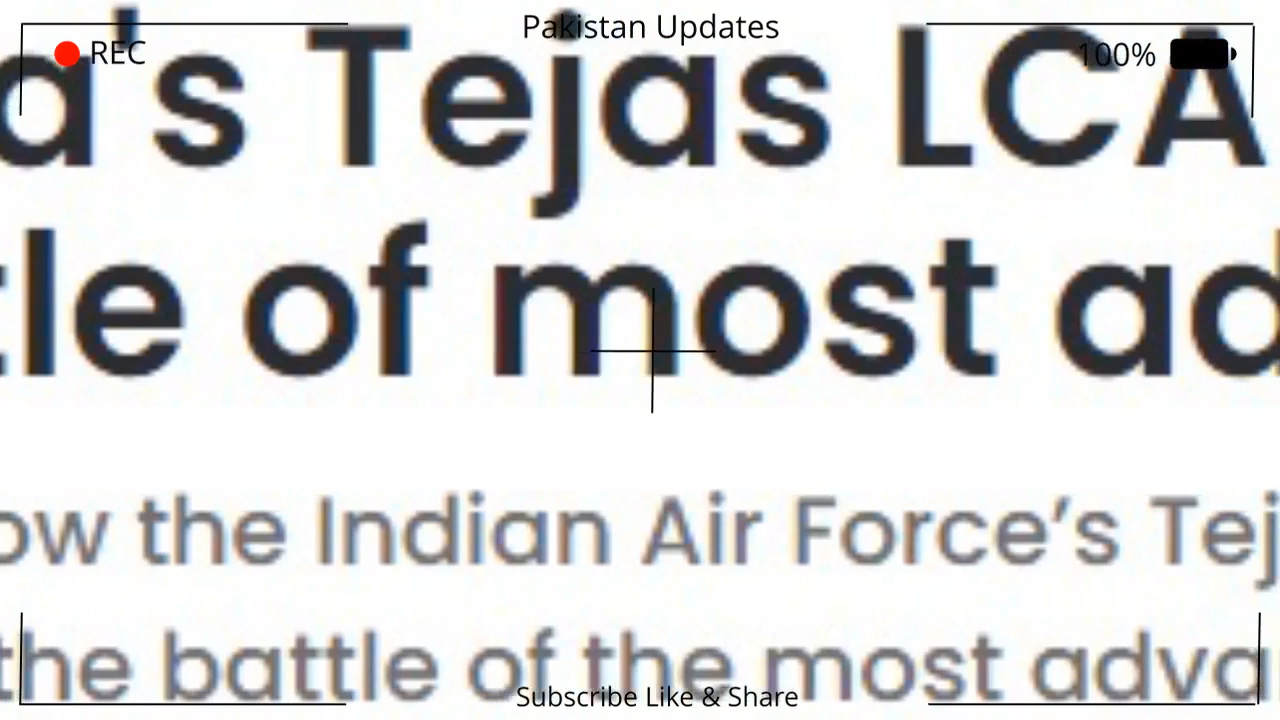 Pakistan Updates
REC
100%
a's Tejas LCA
tle of most ad
ow the Indian Air Force’s Tej
the battle of the most adva
Subscribe Like & Share